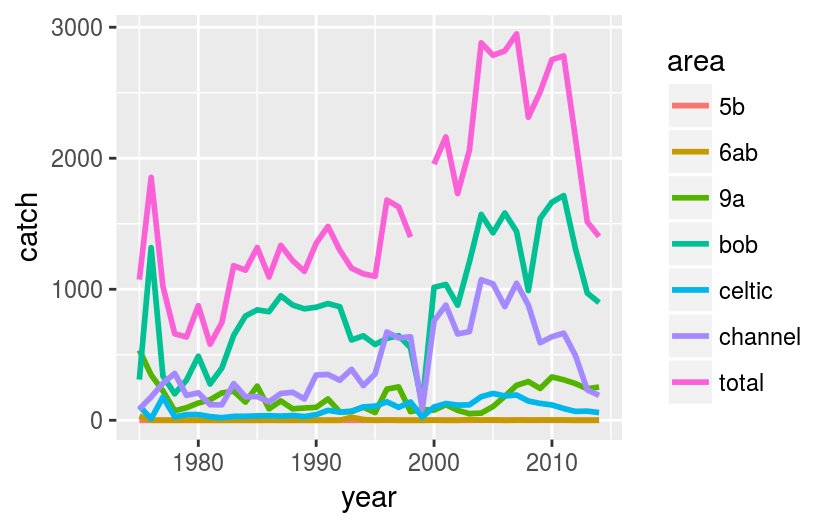 3000
2000
1000
0
catch
1980 1990 2000 2010
year
area
5b
6ab
9a
bob
celtic
channel
total